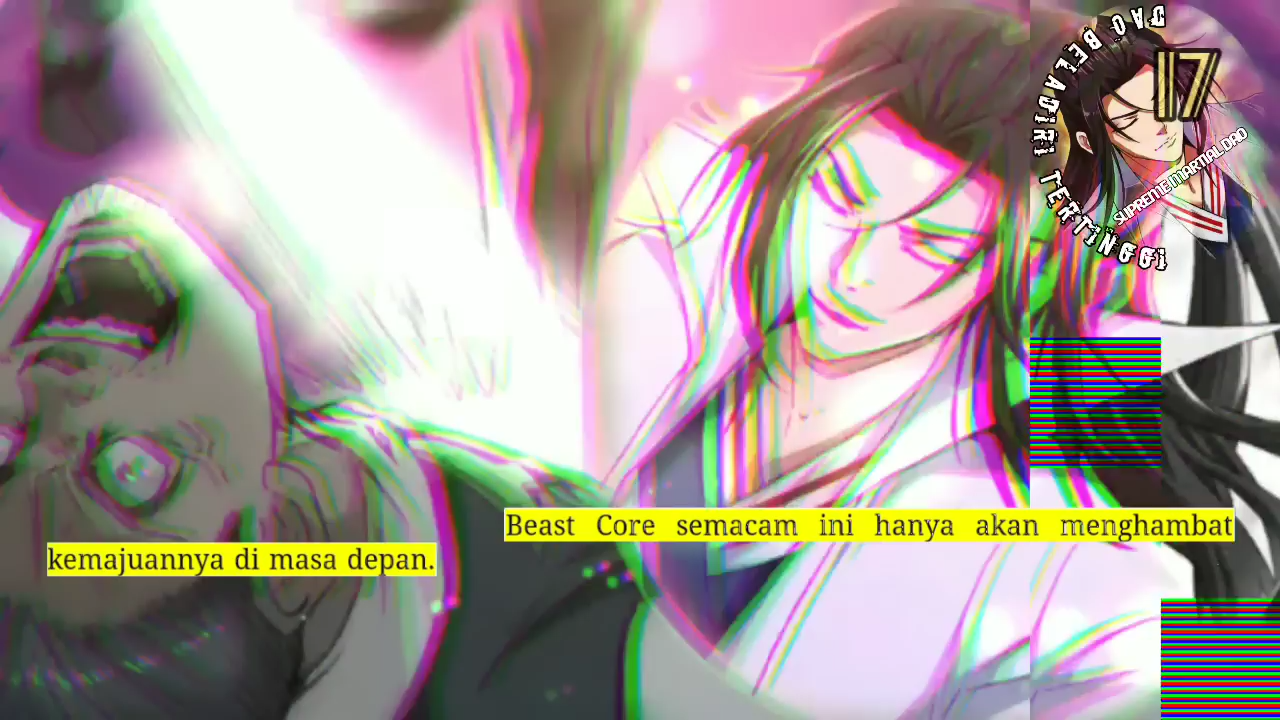 DAO BELADIRI TERTINGGI
17
SUPREME MARTIAL DAO
Beast Core semacam ini hanya akan menghambat
kemajuannya di masa depan.